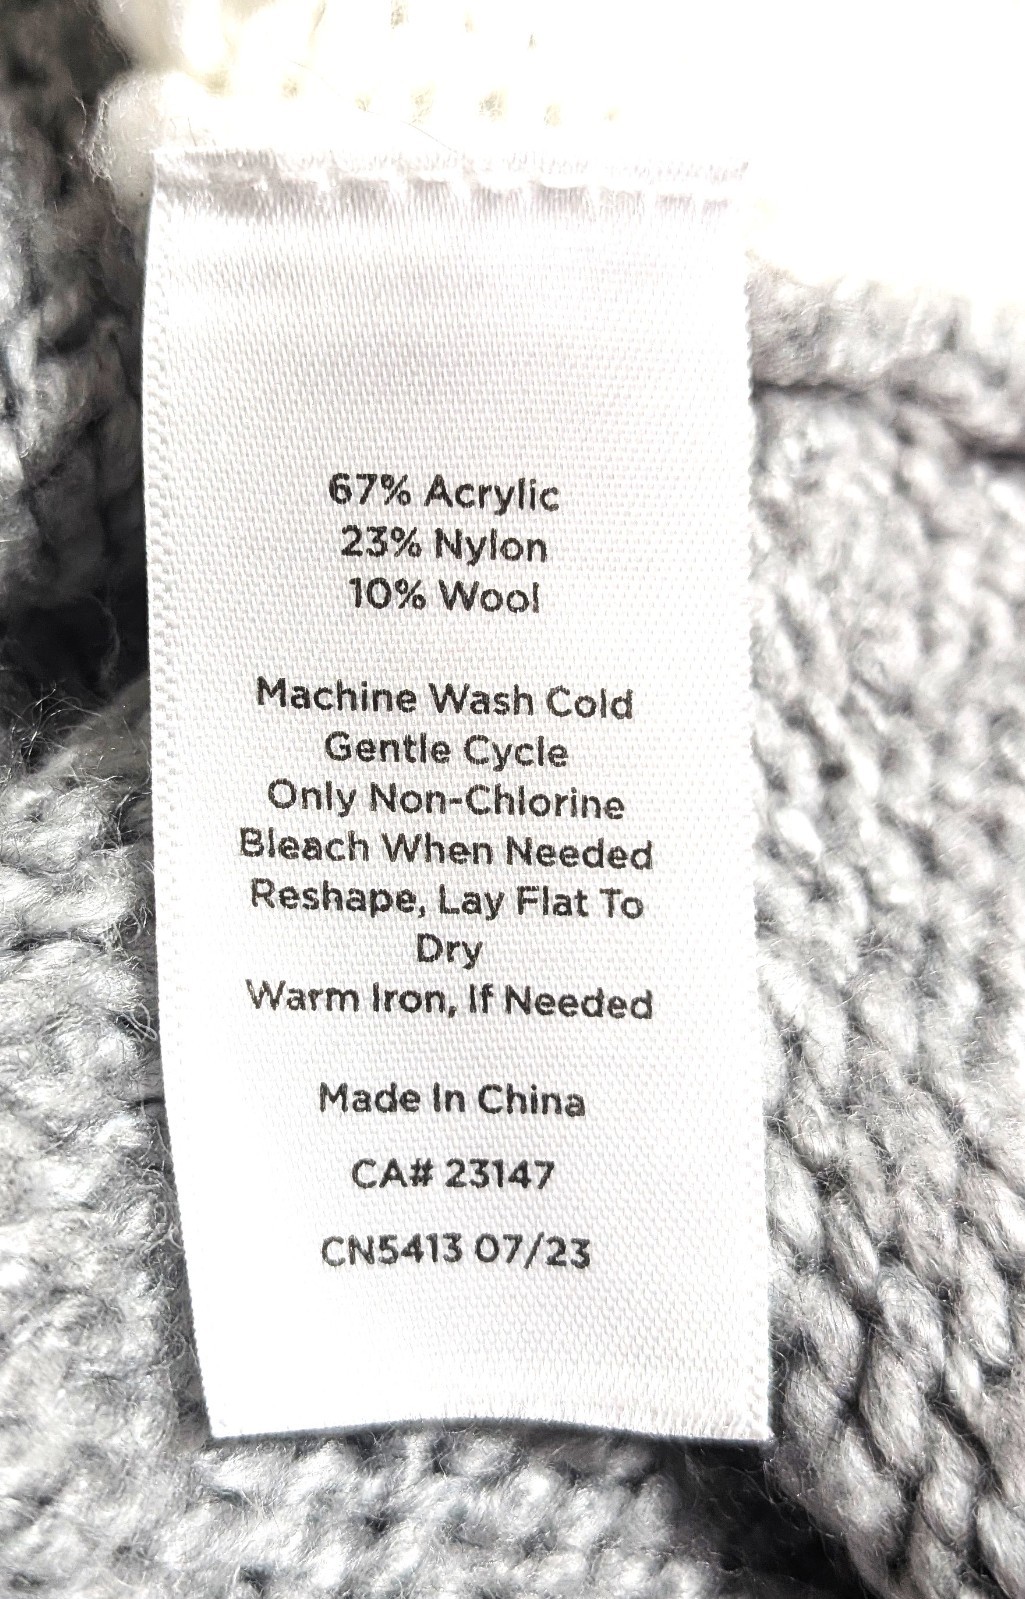 67% Acrylic
23% Nylon
10% Wool
Machine Wash Cold
Gentle Cycle
Only Non-Chlorine
Bleach When Needed
Reshape, Lay Flat To
Dry
Warm Iron, If Needed
Made In China
CA# 23147
CN5413 07/23